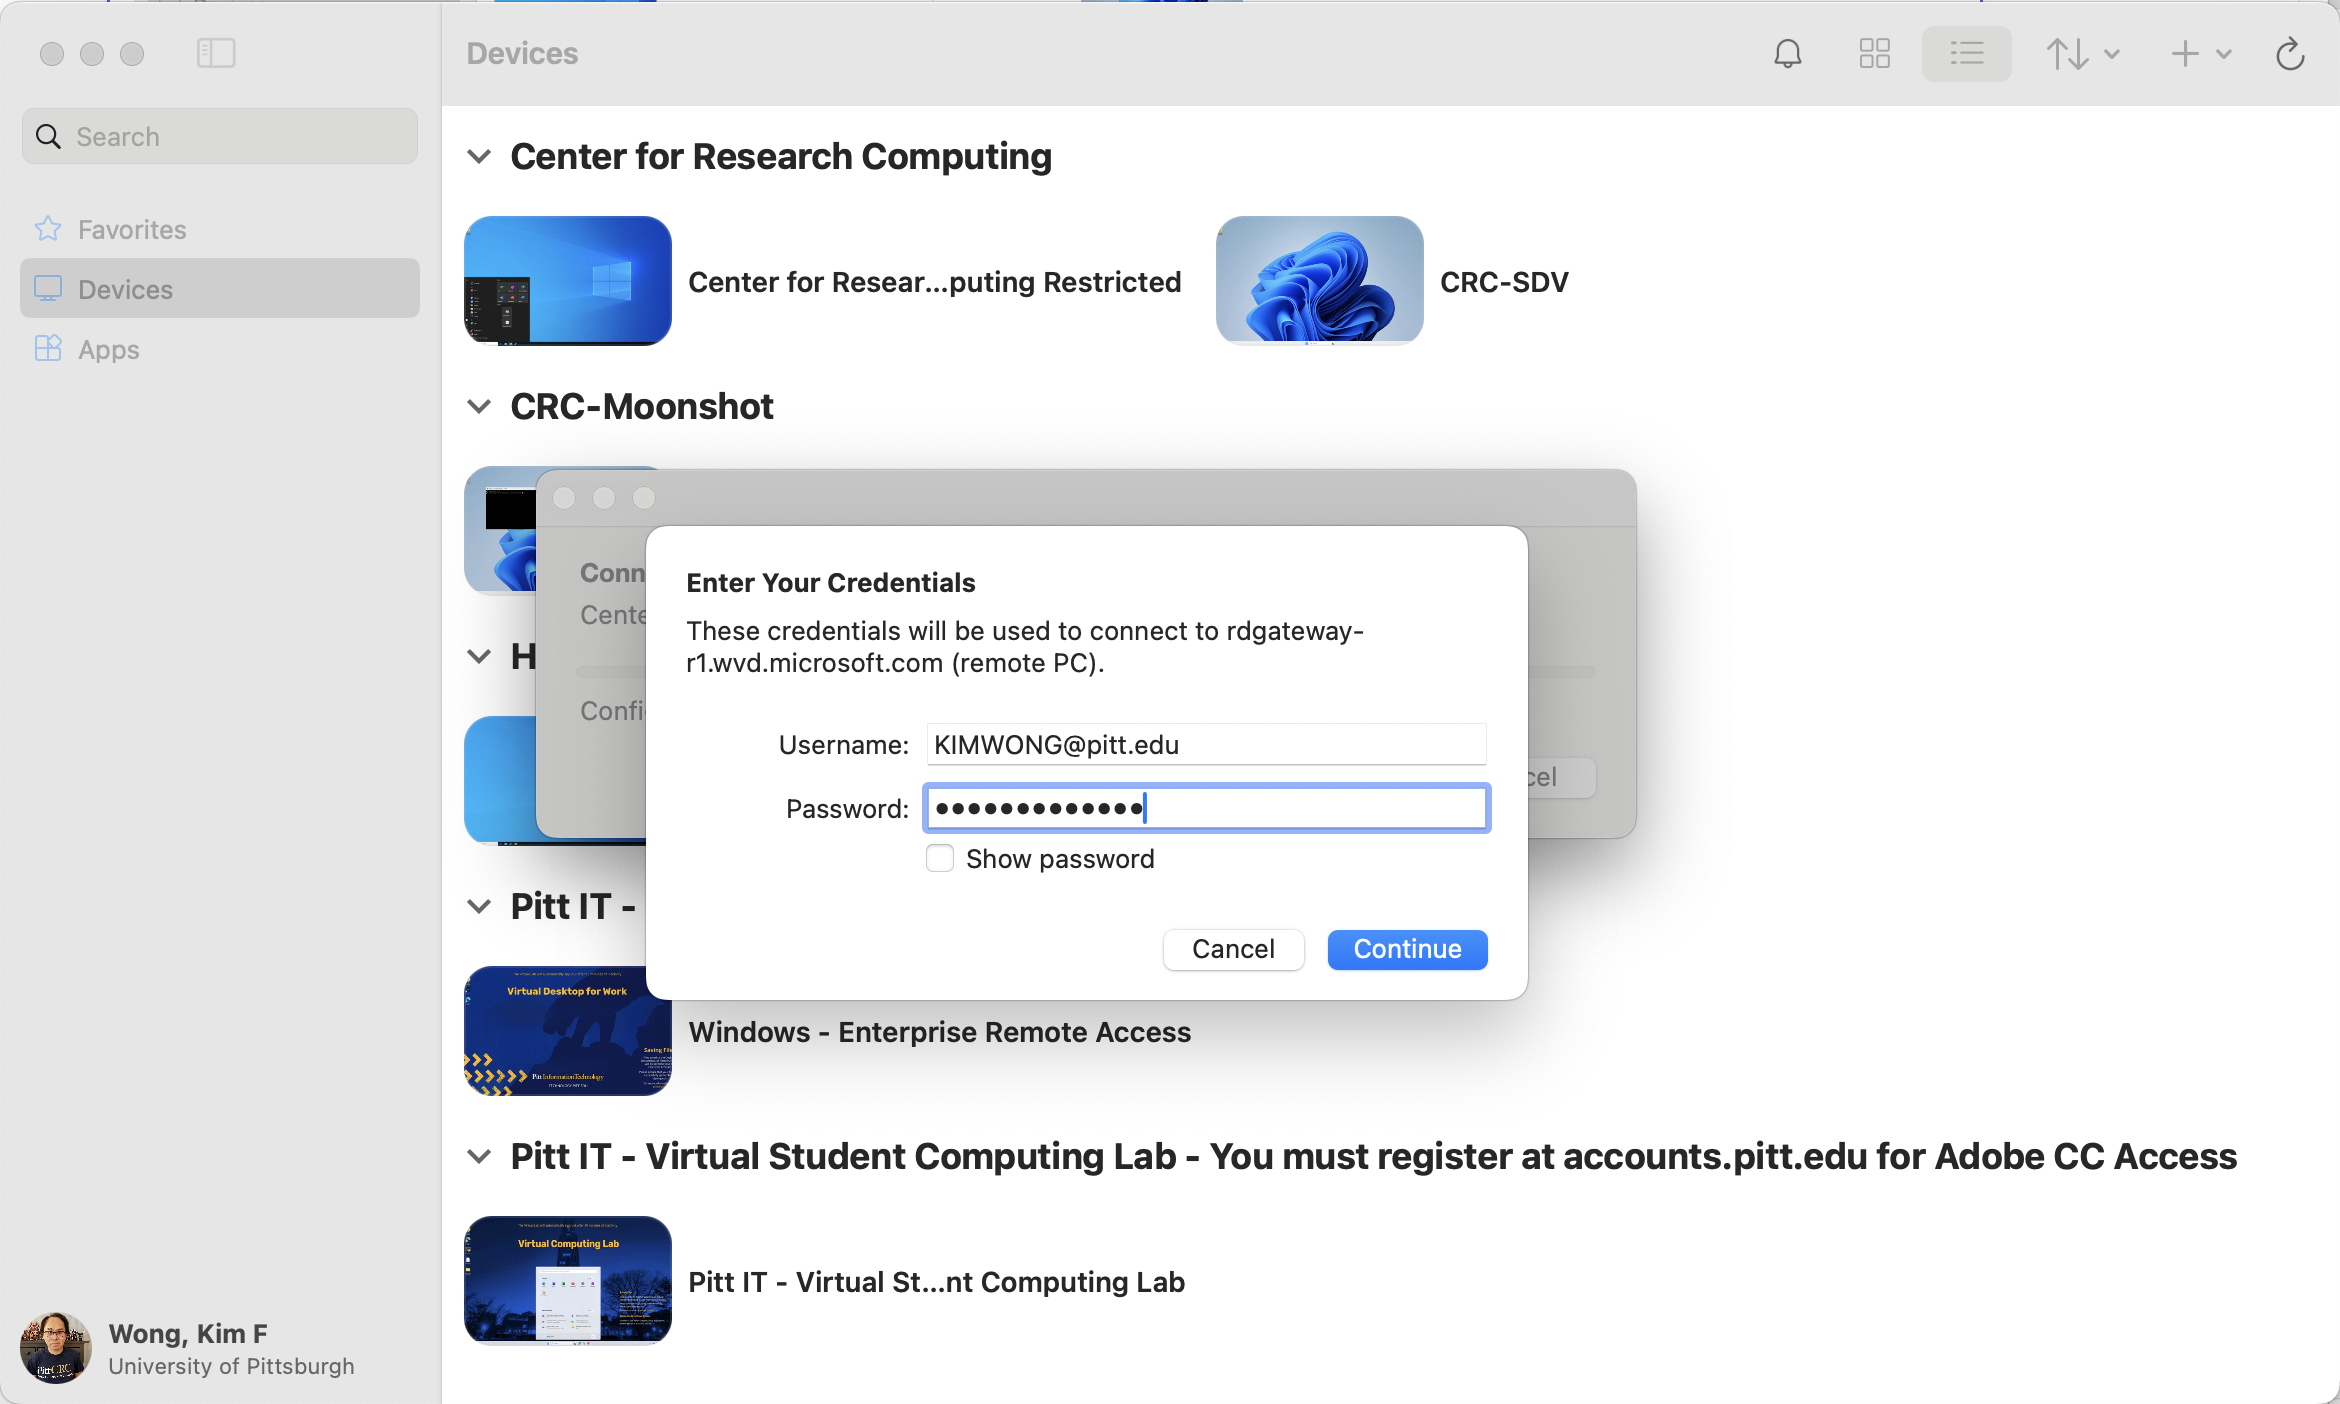 Devices
Search
Favorites
Devices
Apps
Center for Research Computing
Center for Resear...puting Restricted
CRC-SDV
CRC-Moonshot
Conn
Cente
H
Confi
cel
Enter Your Credentials
These credentials will be used to connect to rdgateway-
r1.wvd.microsoft.com (remote PC).
Username: KIMWONG@pitt.edu
Password: ●●●●●●●●●●●●●
Show password
Cancel
Continue
Pitt IT -
Virtual Desktop for Work
Pitt Information Technology
Windows - Enterprise Remote Access
Pitt IT - Virtual Student Computing Lab - You must register at accounts.pitt.edu for Adobe CC Access
Virtual Computing Lab
Pitt IT - Virtual St...nt Computing Lab
Wong, Kim F
University of Pittsburgh